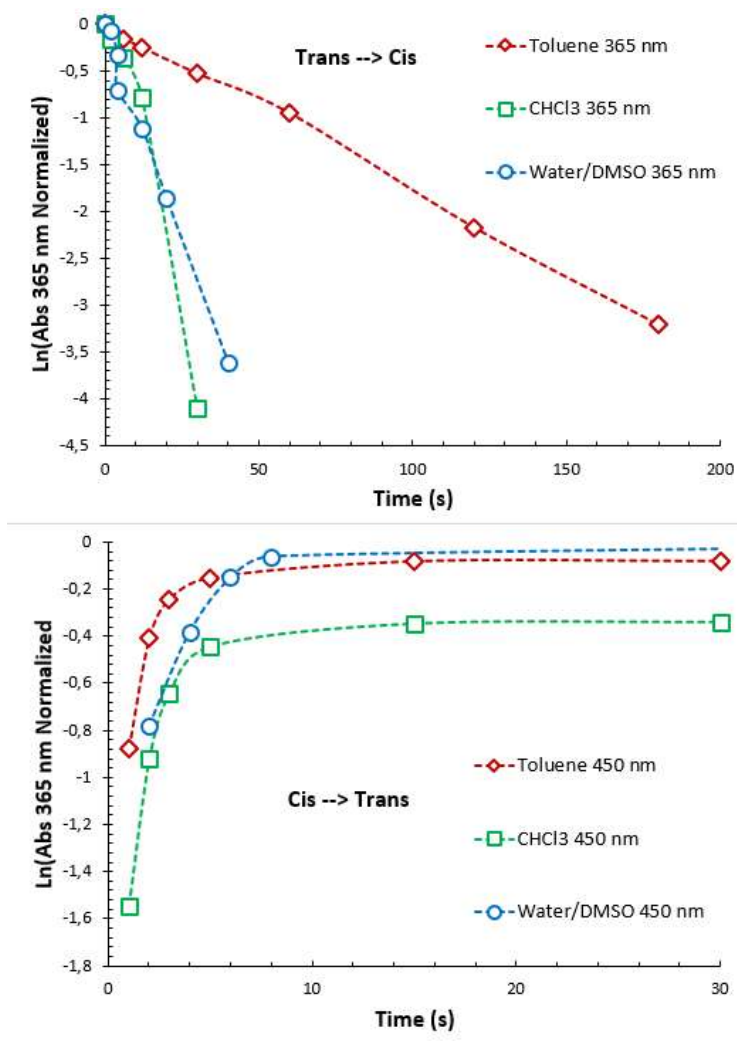 0
-0,5
-1
-1,5
-2
-2,5
-3
-3,5
-4
-4,5
Ln(Abs 365 nm Normalized)
Trans --> Cis
Toluene 365 nm
CHCl3 365 nm
Water/DMSO 365 nm
0 50 100 150 200
Time (s)
0
-0,2
-0,4
-0,6
-0,8
-1
-1,2
-1,4
-1,6
-1,8
Ln(Abs 365 nm Normalized)
Cis --> Trans
Toluene 450 nm
CHCl3 450 nm
Water/DMSO 450 nm
0 10 20 30
Time (s)